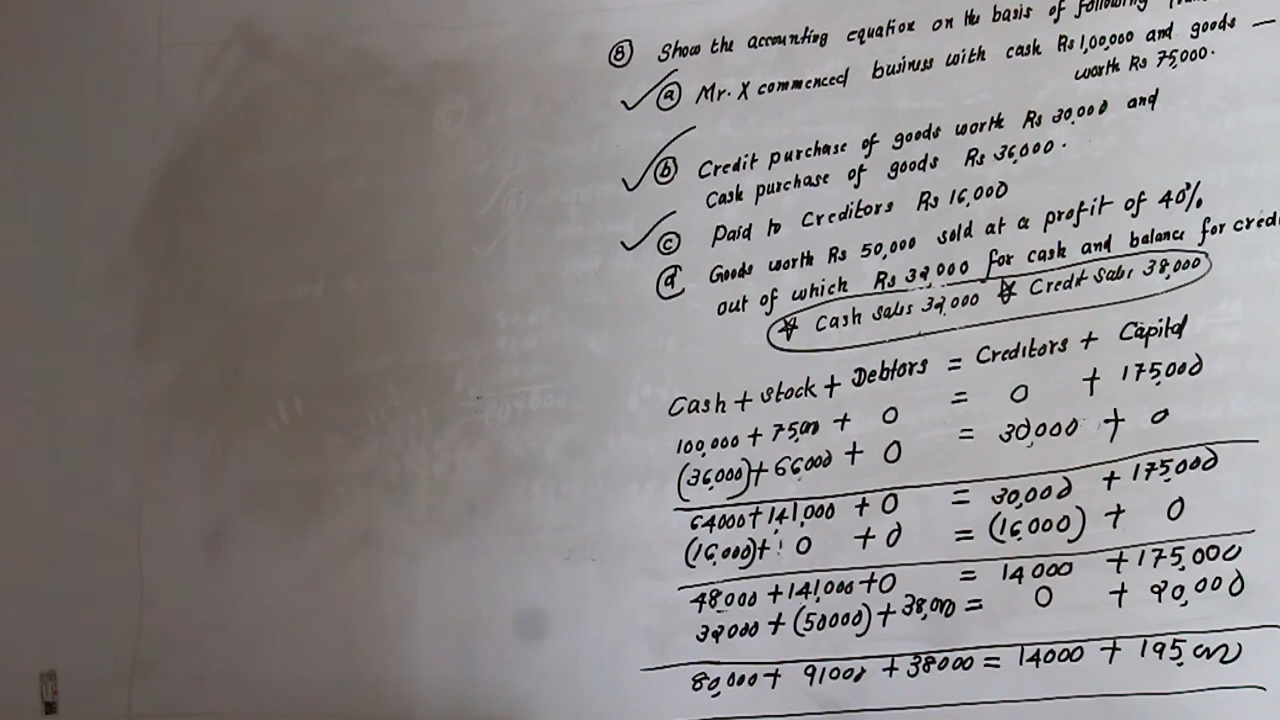 ⑧ Show the accounting equation on the basis of following
ⓐ Mr. X commenced business with cash Rs 1,00,000 and goods —
worth Rs 75,000.
ⓑ Credit purchase of goods worth Rs 30,000 and
Cash purchase of goods Rs 36,000.
ⓒ Paid to Creditors Rs 16,000
ⓓ Goods worth Rs 50,000 sold at a profit of 40%
out of which Rs 32,000 for cash and balance for credi
Cash Sales 32,000 Credit Sales 38,000
Cash + Stock + Debtors = Creditors + Capital
100,000 + 75,000 + 0 = 0 + 175,000
(36,000) + 66000 + 0 = 30,000 + 0
64000 + 141,000 + 0 = 30,000 + 175,000
(16,000) + 0 + 0 = (16,000) + 0
48,000 + 141,000 + 0 = 14000 + 175,000
32000 + (50000) + 38,000 = 0 + 20,000
80,000 + 91000 + 38000 = 14000 + 195,000